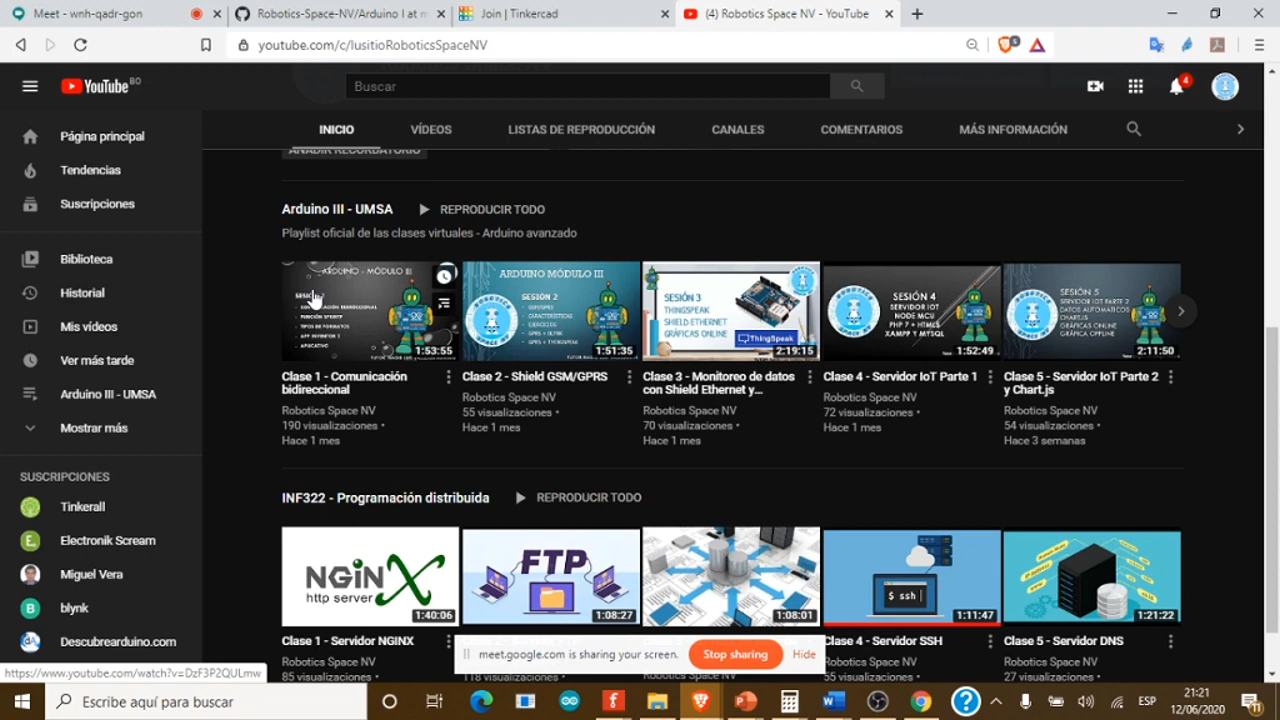 Meet - wnh-qadr-gon
Robotics-Space-NV/Arduino I at m
Join | Tinkercad
(4) Robotics Space NV - YouTube
youtube.com/c/lusitioRoboticsSpaceNV
YouTube BO
Buscar
4
INICIO VÍDEOS LISTAS DE REPRODUCCIÓN CANALES COMENTARIOS MÁS INFORMACIÓN
Página principal
Tendencias
Suscripciones
Biblioteca
Historial
Mis vídeos
Ver más tarde
Arduino III - UMSA
Mostrar más
SUSCRIPCIONES
Tinkerall
Electronik Scream
Miguel Vera
blynk
Descubrearduino.com
AÑADIR RECORDATORIO
Arduino III - UMSA REPRODUCIR TODO
Playlist oficial de las clases virtuales - Arduino avanzado
ARDUINO - MÓDULO III
1:53:55
ARDUINO MÓDULO III
SESIÓN 2
1:51:35
SESIÓN 3
THINGSPEAK
SHIELD ETHERNET
GRÁFICAS ONLINE
ThingSpeak
2:19:15
SESIÓN 4
SERVIDOR IOT
NODE MCU
PHP 7 + HTML5
XAMPP Y MYSQL
1:52:49
SESIÓN 5
SERVIDOR IOT PARTE 2
DATOS AUTOMATICOS
CHART.JS
GRÁFICAS ONLINE
GRAFICA OFFLINE
2:11:50
Clase 1 - Comunicación
bidireccional
Robotics Space NV
190 visualizaciones •
Hace 1 mes
Clase 2 - Shield GSM/GPRS
Robotics Space NV
55 visualizaciones •
Hace 1 mes
Clase 3 - Monitoreo de datos
con Shield Ethernet y...
Robotics Space NV
70 visualizaciones •
Hace 1 mes
Clase 4 - Servidor IoT Parte 1
Robotics Space NV
72 visualizaciones •
Hace 1 mes
Clase 5 - Servidor IoT Parte 2
y Chart.js
Robotics Space NV
54 visualizaciones •
Hace 3 semanas
INF322 - Programación distribuida REPRODUCIR TODO
NGINX
http server
1:40:06
FTP
1:08:27
1:08:01
$ ssh
1:11:47
1:21:22
Clase 1 - Servidor NGINX
Robotics Space NV
85 visualizaciones •
118 visualizaciones •
Clase 4 - Servidor SSH
Robotics Space NV
55 visualizaciones •
Clase 5 - Servidor DNS
Robotics Space NV
27 visualizaciones •
meet.google.com is sharing your screen. Stop sharing Hide
https://www.youtube.com/watch?v=DzF3P2QULmw
Escribe aquí para buscar
ESP
21:21
12/06/2020